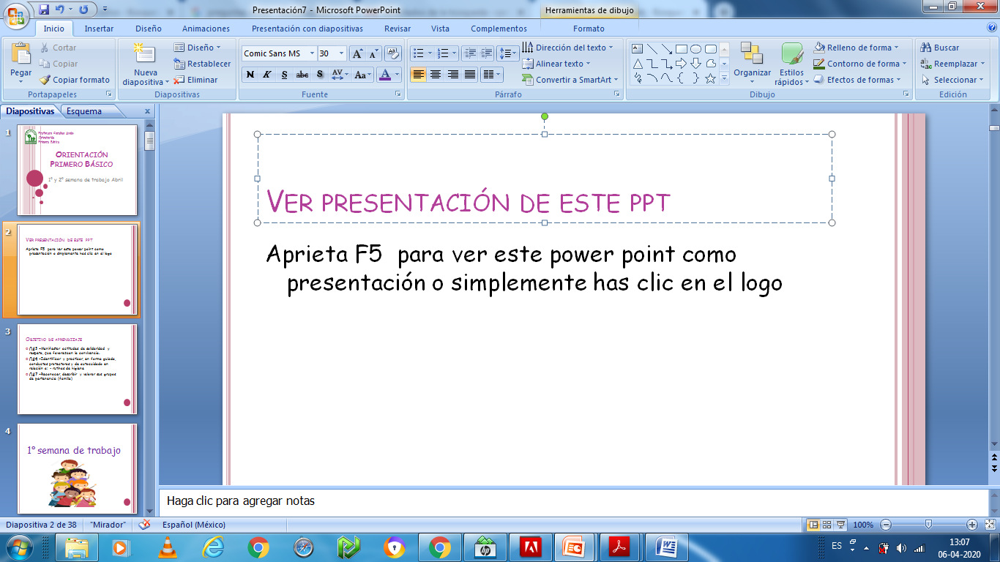 Presentación7 - Microsoft PowerPoint
Herramientas de dibujo
Inicio Insertar Diseño Animaciones Presentación con diapositivas Revisar Vista Complementos Formato
Pegar
Cortar
Copiar
Copiar formato
Portapapeles
Nueva diapositiva
Diseño
Restablecer
Eliminar
Diapositivas
Comic Sans MS 30
N K S abc S AV Aa A
Fuente
Dirección del texto
Alinear texto
Convertir a SmartArt
Párrafo
Organizar
Estilos rápidos
Relleno de forma
Contorno de forma
Efectos de formas
Dibujo
Buscar
Reemplazar
Seleccionar
Edición
Diapositivas Esquema x
1
Orientación
Primero Básico
ORIENTACIÓN
PRIMERO BÁSICO
1º y 2º semana de trabajo Abril
2
VER PRESENTACIÓN DE ESTE PPT
Aprieta F5 para ver este power point como
presentación o simplemente has clic en el logo
3
OBJETIVO DE APRENDIZAJE
OA3 -Manifestar actitudes de solidaridad y
respeto, que favorezcan la convivencia.
OA4 -Identificar y practicar, en forma guiada,
conductas protectoras y de autocuidado en
relación a: - rutinas de higiene
OA7 -Reconocer, describir y valorar sus grupos
de pertenencia (familia)
4
1° semana de trabajo
VER PRESENTACIÓN DE ESTE PPT
Aprieta F5 para ver este power point como
presentación o simplemente has clic en el logo
Haga clic para agregar notas
Diapositiva 2 de 38 "Mirador" Español (México) 100%
ES 13:07
06-04-2020